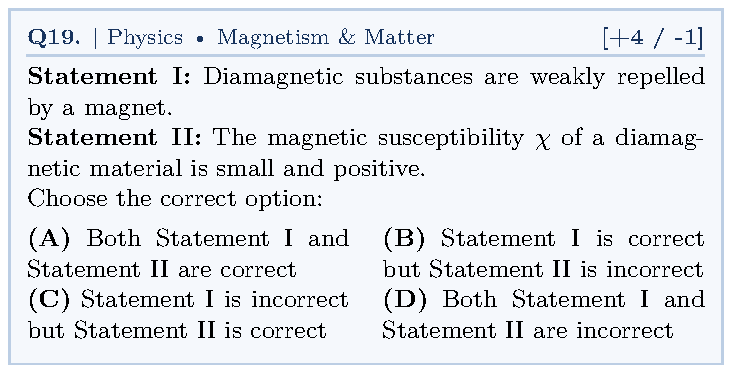 Q19. | Physics • Magnetism & Matter [+4 / -1]
Statement I: Diamagnetic substances are weakly repelled
by a magnet.
Statement II: The magnetic susceptibility χ of a diamag-
netic material is small and positive.
Choose the correct option:
(A) Both Statement I and
Statement II are correct
(B) Statement I is correct
but Statement II is incorrect
(C) Statement I is incorrect
but Statement II is correct
(D) Both Statement I and
Statement II are incorrect